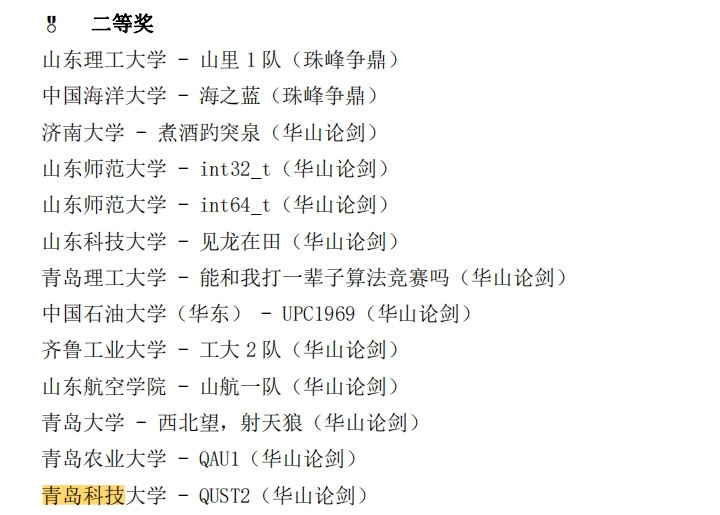 🎖 二等奖
山东理工大学 - 山里 1 队（珠峰争鼎）
中国海洋大学 - 海之蓝（珠峰争鼎）
济南大学 - 煮酒趵突泉（华山论剑）
山东师范大学 - int32_t（华山论剑）
山东师范大学 - int64_t（华山论剑）
山东科技大学 - 见龙在田（华山论剑）
青岛理工大学 - 能和我打一辈子算法竞赛吗（华山论剑）
中国石油大学（华东） - UPC1969（华山论剑）
齐鲁工业大学 - 工大 2 队（华山论剑）
山东航空学院 - 山航一队（华山论剑）
青岛大学 - 西北望，射天狼（华山论剑）
青岛农业大学 - QAU1（华山论剑）
青岛科技大学 - QUST2（华山论剑）